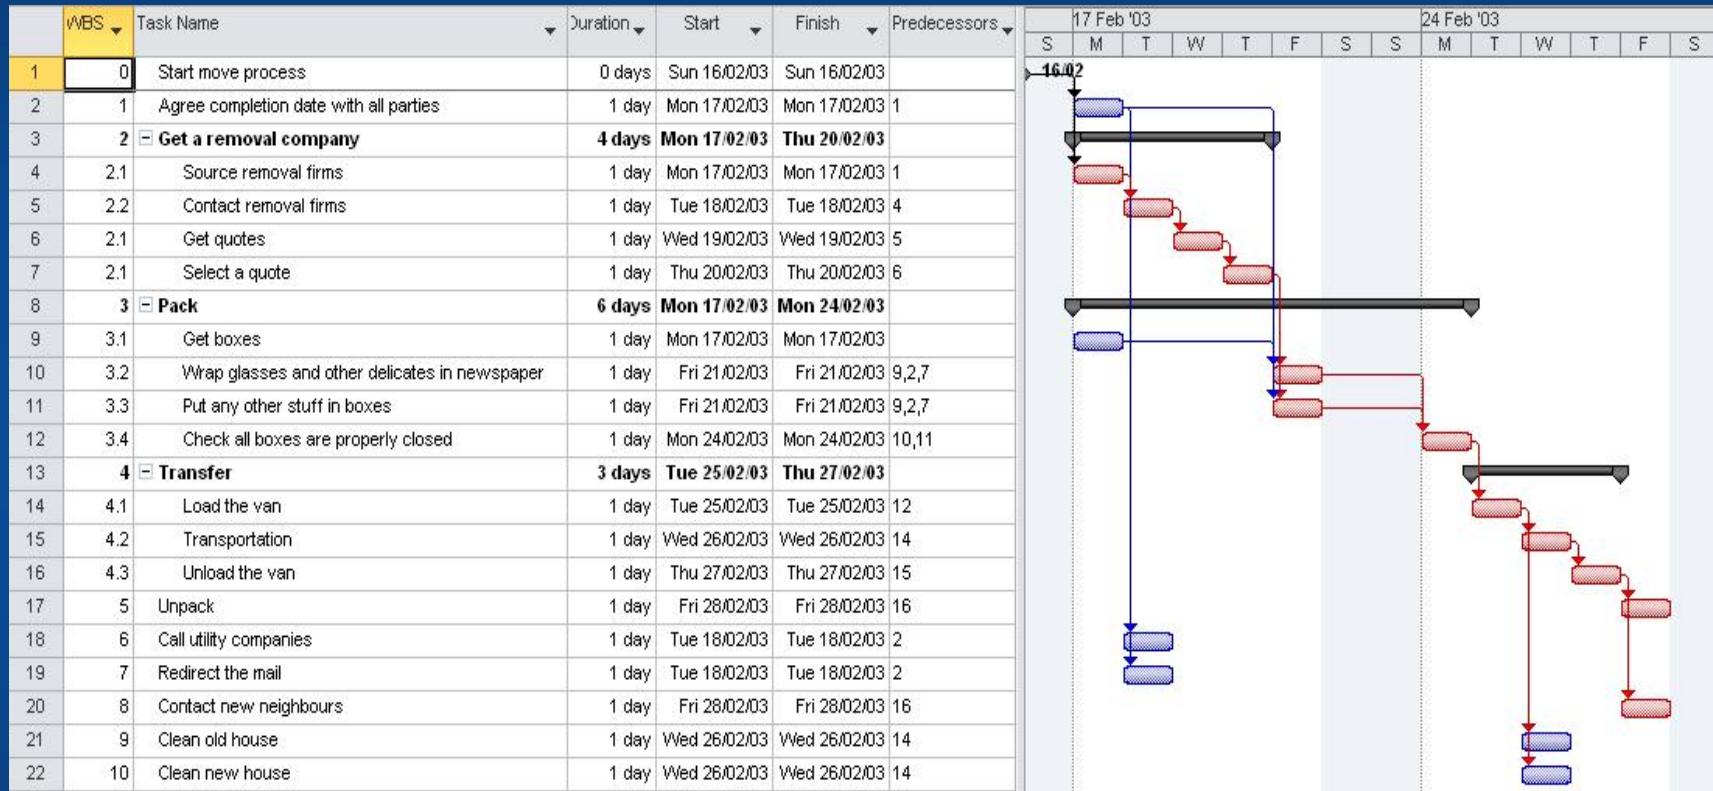 WBS Task Name Duration Start Finish Predecessors 17 Feb '03 24 Feb '03
S M T W T F S S M T W T F S
1 0 Start move process 0 days Sun 16/02/03 Sun 16/02/03 16/02
2 1 Agree completion date with all parties 1 day Mon 17/02/03 Mon 17/02/03 1
3 2 Get a removal company 4 days Mon 17/02/03 Thu 20/02/03
4 2.1 Source removal firms 1 day Mon 17/02/03 Mon 17/02/03 1
5 2.2 Contact removal firms 1 day Tue 18/02/03 Tue 18/02/03 4
6 2.1 Get quotes 1 day Wed 19/02/03 Wed 19/02/03 5
7 2.1 Select a quote 1 day Thu 20/02/03 Thu 20/02/03 6
8 3 Pack 6 days Mon 17/02/03 Mon 24/02/03
9 3.1 Get boxes 1 day Mon 17/02/03 Mon 17/02/03
10 3.2 Wrap glasses and other delicates in newspaper 1 day Fri 21/02/03 Fri 21/02/03 9,2,7
11 3.3 Put any other stuff in boxes 1 day Fri 21/02/03 Fri 21/02/03 9,2,7
12 3.4 Check all boxes are properly closed 1 day Mon 24/02/03 Mon 24/02/03 10,11
13 4 Transfer 3 days Tue 25/02/03 Thu 27/02/03
14 4.1 Load the van 1 day Tue 25/02/03 Tue 25/02/03 12
15 4.2 Transportation 1 day Wed 26/02/03 Wed 26/02/03 14
16 4.3 Unload the van 1 day Thu 27/02/03 Thu 27/02/03 15
17 5 Unpack 1 day Fri 28/02/03 Fri 28/02/03 16
18 6 Call utility companies 1 day Tue 18/02/03 Tue 18/02/03 2
19 7 Redirect the mail 1 day Tue 18/02/03 Tue 18/02/03 2
20 8 Contact new neighbours 1 day Fri 28/02/03 Fri 28/02/03 16
21 9 Clean old house 1 day Wed 26/02/03 Wed 26/02/03 14
22 10 Clean new house 1 day Wed 26/02/03 Wed 26/02/03 14